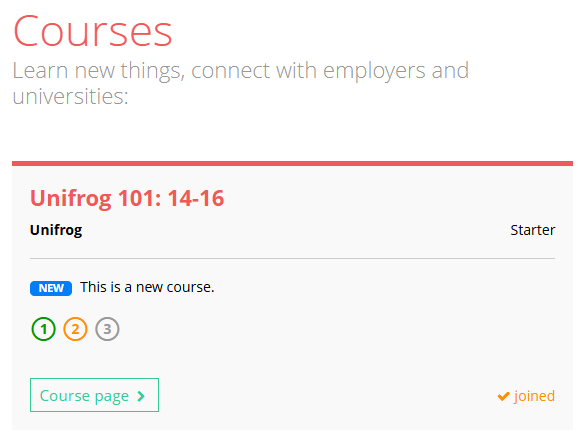 Courses
Learn new things, connect with employers and
universities:
Unifrog 101: 14-16
Unifrog Starter
NEW This is a new course.
1 2 3
Course page joined